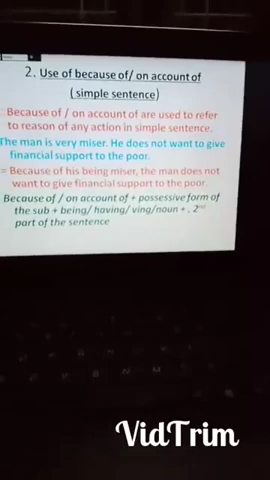 2. Use of because of/ on account of
(simple sentence)
Because of / on account of are used to refer
to reason of any action in simple sentence.
The man is very miser. He does not want to give
financial support to the poor.
= Because of his being miser, the man does not
want to give financial support to the poor.
Because of / on account of + possessive form of
the sub + being/ having/ ving/noun + . 2nd
part of the sentence
B N M
VidTrim